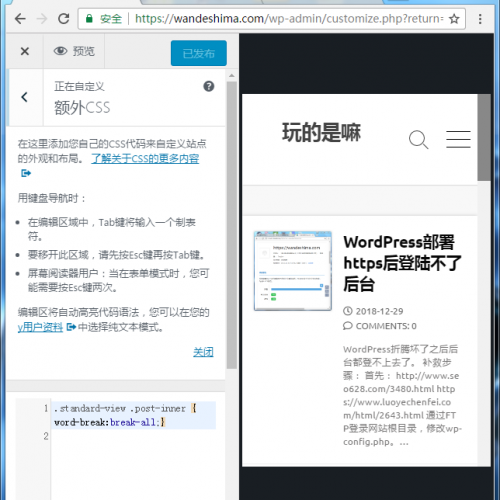 安全 https://wandeshima.com/wp-admin/customize.php?return=
预览
已发布
正在自定义
额外CSS
在这里添加您自己的CSS代码来自定义站点
的外观和布局。 了解关于CSS的更多内容
用键盘导航时：
在编辑区域中，Tab键将输入一个制表
符。
要移开此区域，请先按Esc键再按Tab键。
屏幕阅读器用户：当在表单模式时，您可
能需要按Esc键两次。
编辑区将自动高亮代码语法，您可以在您的
y用户资料 中选择纯文本模式。
关闭
1 .standard-view .post-inner {
word-break:break-all;}
2
玩的是嘛
WordPress部署
https后登陆不了
后台
2018-12-29
COMMENTS: 0
WordPress折腾坏了之后后
台都登不上去了。 补救步
骤： 首先： http://www.se
o628.com/3480.html http
s://www.luoyechenfei.co
m/html/2643.html 通过FT
P登录网站根目录，修改wp-
config.php。...